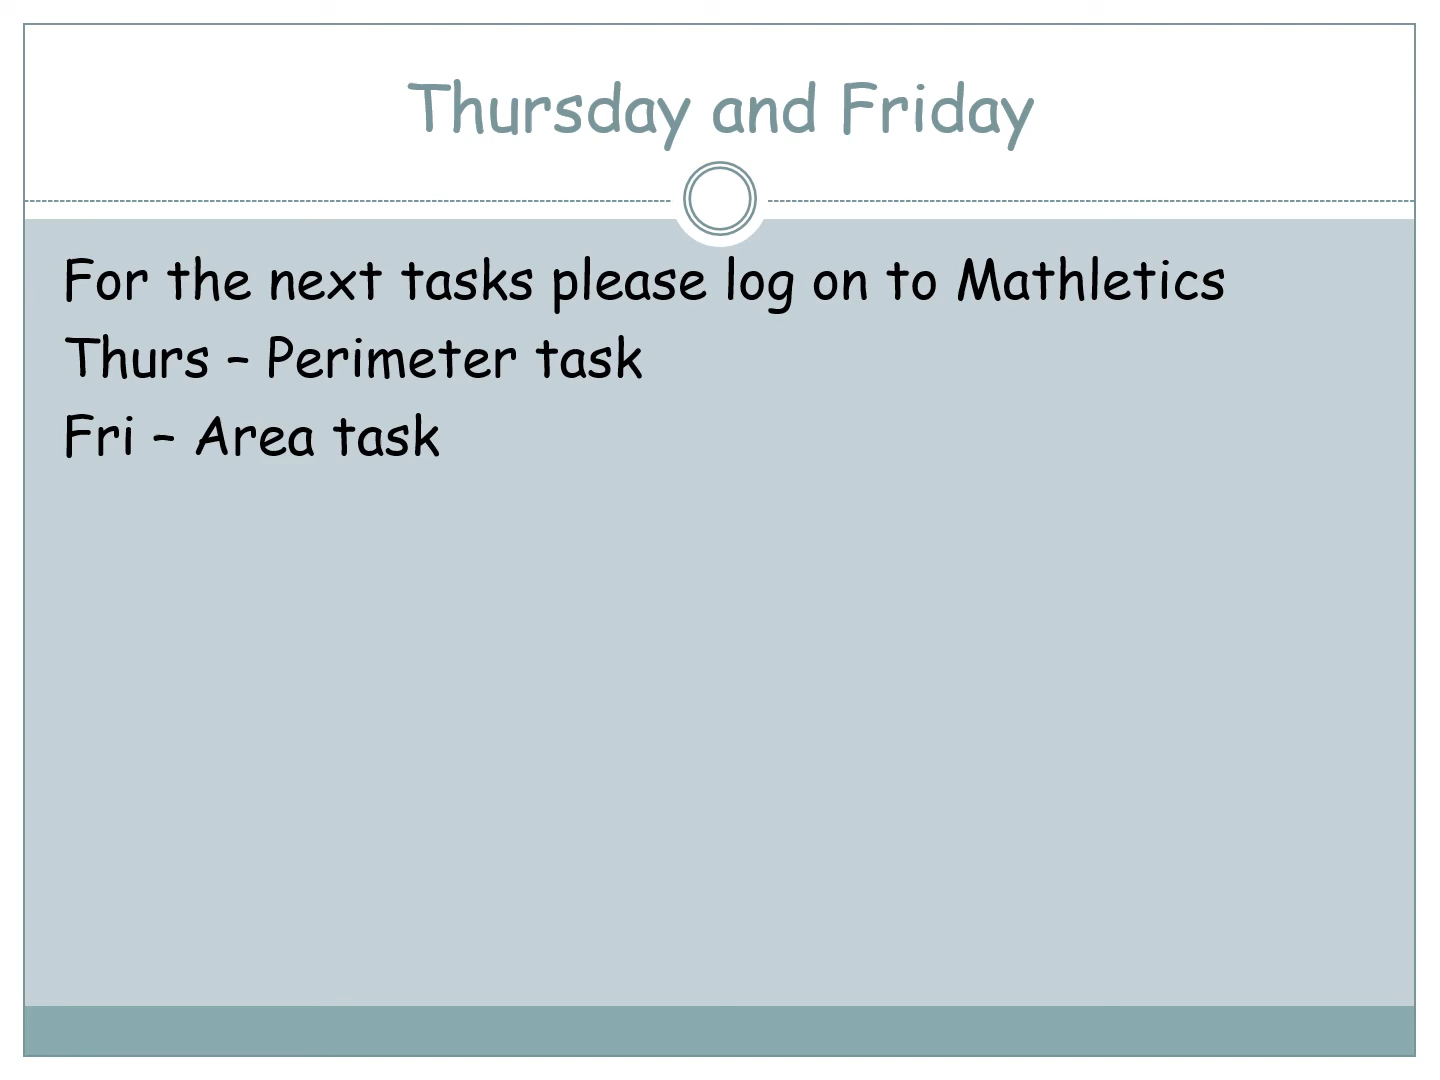 Thursday and Friday
For the next tasks please log on to Mathletics
Thurs – Perimeter task
Fri – Area task